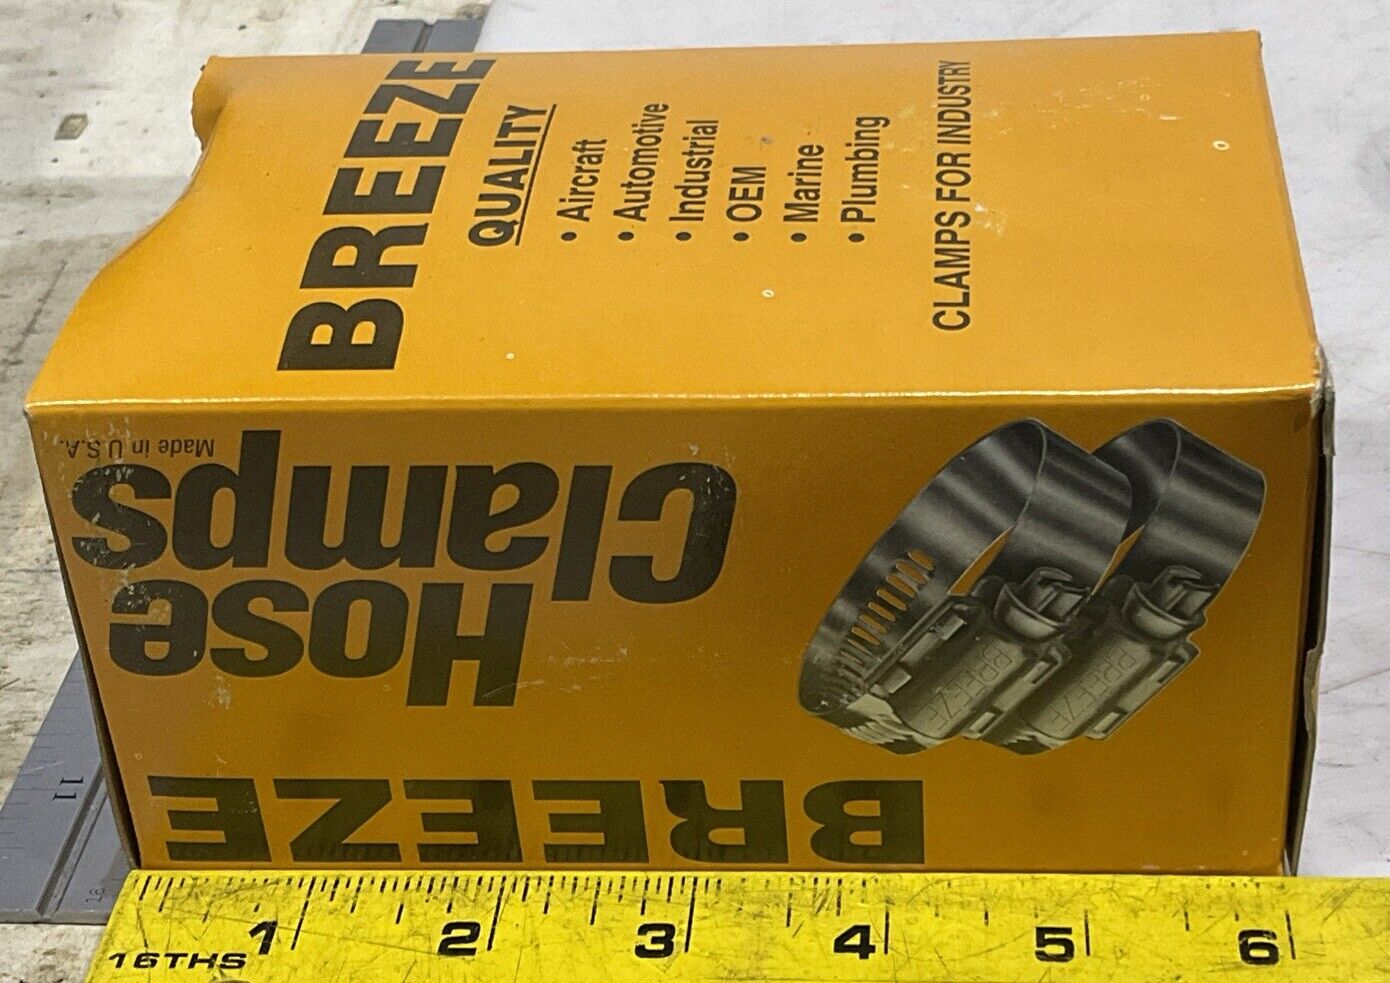 BREEZE
QUALITY
• Aircraft
• Automotive
• Industrial
• OEM
• Marine
• Plumbing
CLAMPS FOR INDUSTRY
BREEZE
Hose
Clamps
Made in U.S.A.
BREEZE
BREEZE
11
16
1 2 3 4 5 6
16THS